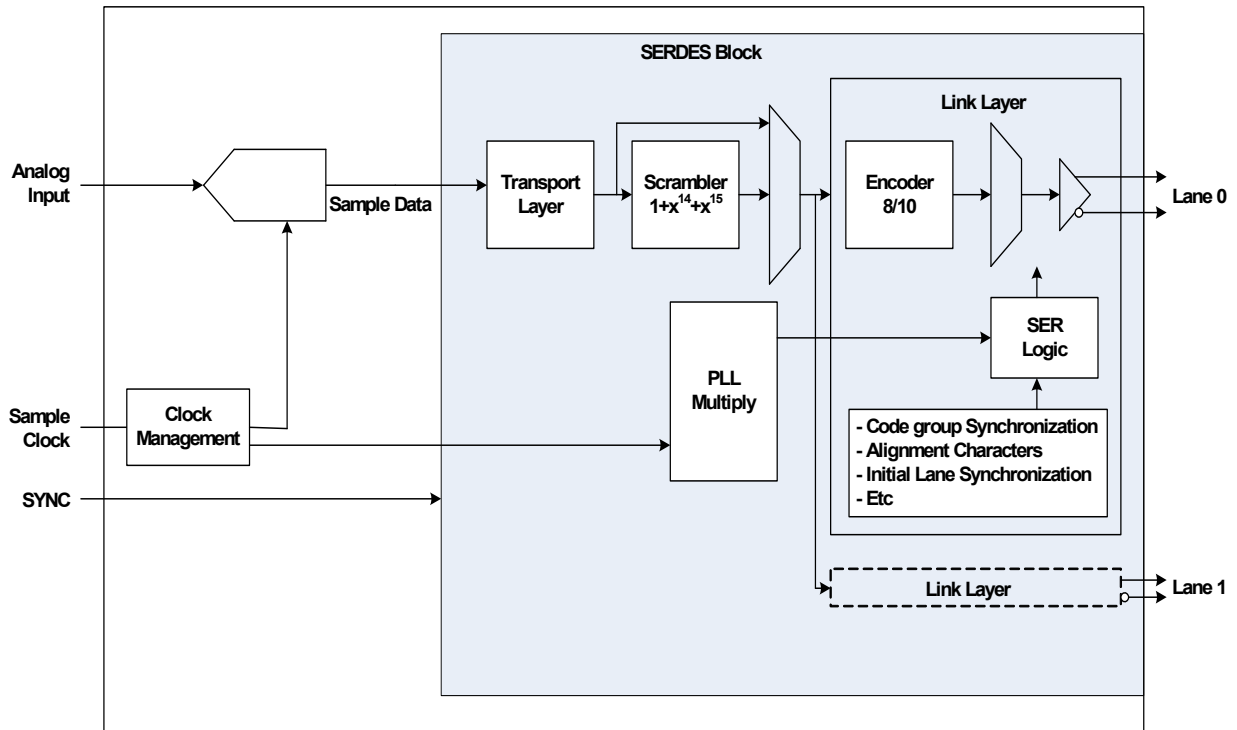 SERDES Block
Link Layer
Analog
Input
Sample Data
Transport
Layer
Scrambler
1+x^14+x^15
Encoder
8/10
Lane 0
SER
Logic
PLL
Multiply
Sample
Clock
Clock
Management
- Code group Synchronization
- Alignment Characters
- Initial Lane Synchronization
- Etc
SYNC
Link Layer
Lane 1